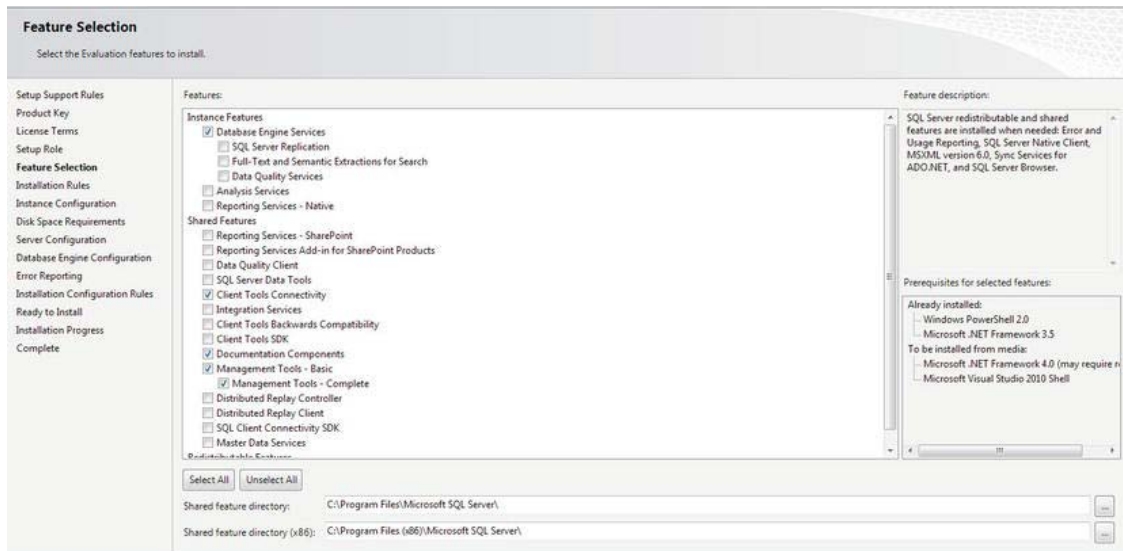 Feature Selection
Select the Evaluation features to install.
Setup Support Rules
Product Key
License Terms
Setup Role
Feature Selection
Installation Rules
Instance Configuration
Disk Space Requirements
Server Configuration
Database Engine Configuration
Error Reporting
Installation Configuration Rules
Ready to Install
Installation Progress
Complete
Features:
Instance Features
Database Engine Services
SQL Server Replication
Full-Text and Semantic Extractions for Search
Data Quality Services
Analysis Services
Reporting Services - Native
Shared Features
Reporting Services - SharePoint
Reporting Services Add-in for SharePoint Products
Data Quality Client
SQL Server Data Tools
Client Tools Connectivity
Integration Services
Client Tools Backwards Compatibility
Client Tools SDK
Documentation Components
Management Tools - Basic
Management Tools - Complete
Distributed Replay Controller
Distributed Replay Client
SQL Client Connectivity SDK
Master Data Services
Redistributable Features
Select All
Unselect All
Shared feature directory:
C:\Program Files\Microsoft SQL Server\
Shared feature directory (x86):
C:\Program Files (x86)\Microsoft SQL Server\
Feature description:
SQL Server redistributable and shared
features are installed when needed: Error and
Usage Reporting, SQL Server Native Client,
MSXML version 6.0, Sync Services for
ADO.NET, and SQL Server Browser.
Prerequisites for selected features:
Already installed:
Windows PowerShell 2.0
Microsoft .NET Framework 3.5
To be installed from media:
Microsoft .NET Framework 4.0 (may require
Microsoft Visual Studio 2010 Shell